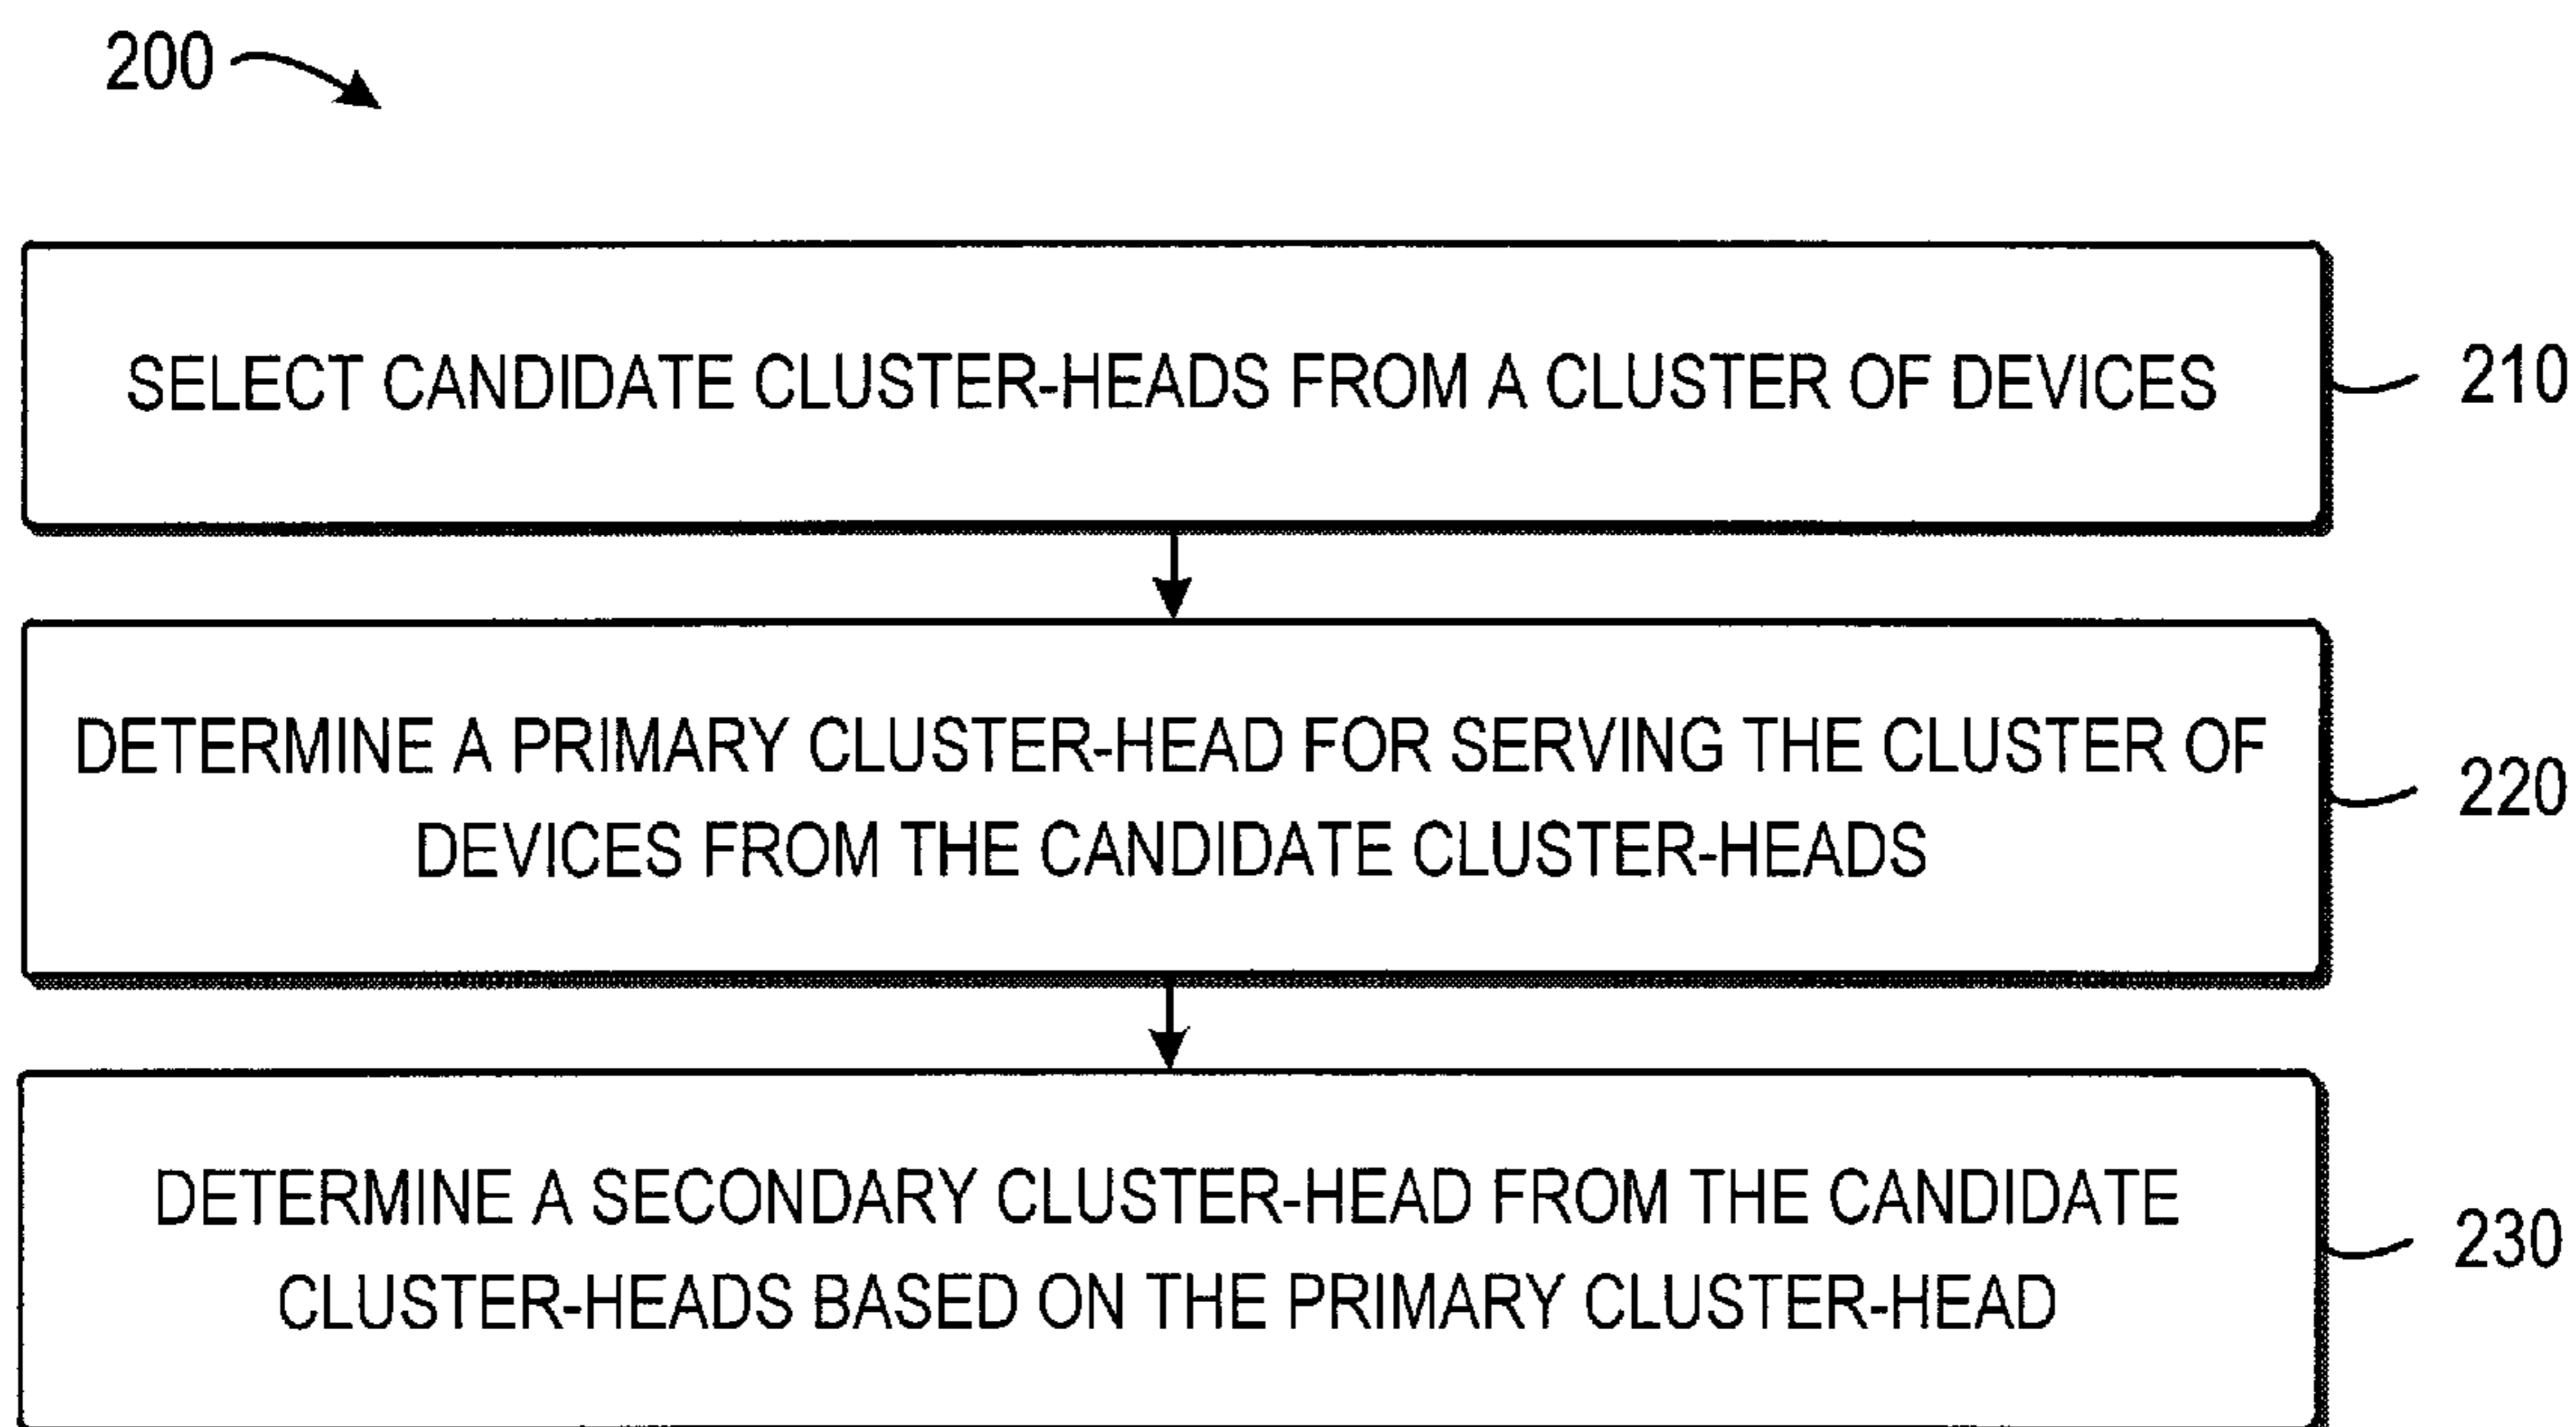 200
SELECT CANDIDATE CLUSTER-HEADS FROM A CLUSTER OF DEVICES
210
DETERMINE A PRIMARY CLUSTER-HEAD FOR SERVING THE CLUSTER OF
DEVICES FROM THE CANDIDATE CLUSTER-HEADS
220
DETERMINE A SECONDARY CLUSTER-HEAD FROM THE CANDIDATE
CLUSTER-HEADS BASED ON THE PRIMARY CLUSTER-HEAD
230